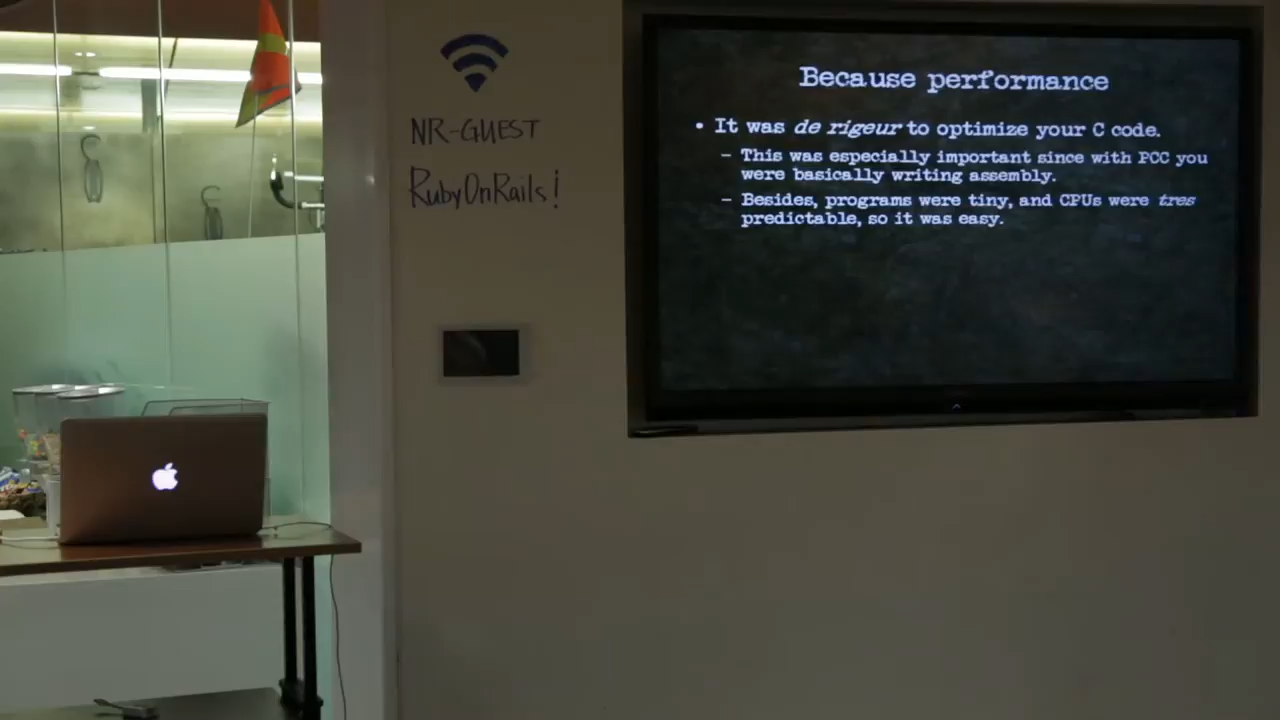 NR-GUEST
RubyOnRails!
Because performance
• It was de rigeur to optimize your C code.
– This was especially important since with PCC you
were basically writing assembly.
– Besides, programs were tiny, and CPUs were tres
predictable, so it was easy.